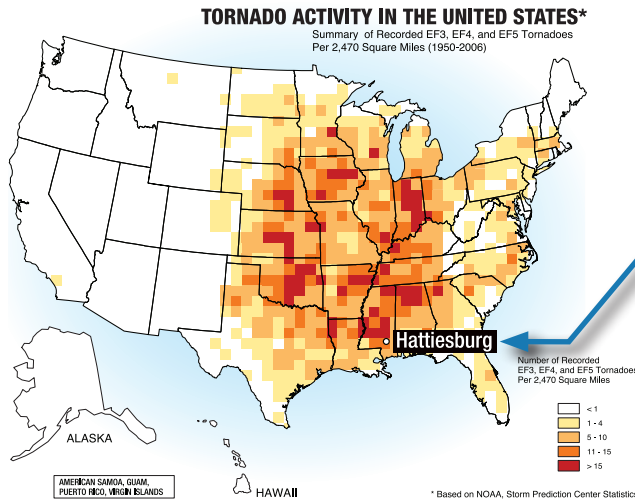 TORNADO ACTIVITY IN THE UNITED STATES*
Summary of Recorded EF3, EF4, and EF5 Tornadoes
Per 2,470 Square Miles (1950-2006)
Hattiesburg
Number of Recorded
EF3, EF4, and EF5 Tornadoes
Per 2,470 Square Miles
< 1
1 - 4
5 - 10
11 - 15
> 15
ALASKA
AMERICAN SAMOA, GUAM,
PUERTO RICO, VIRGIN ISLANDS
HAWAII
* Based on NOAA, Storm Prediction Center Statistics